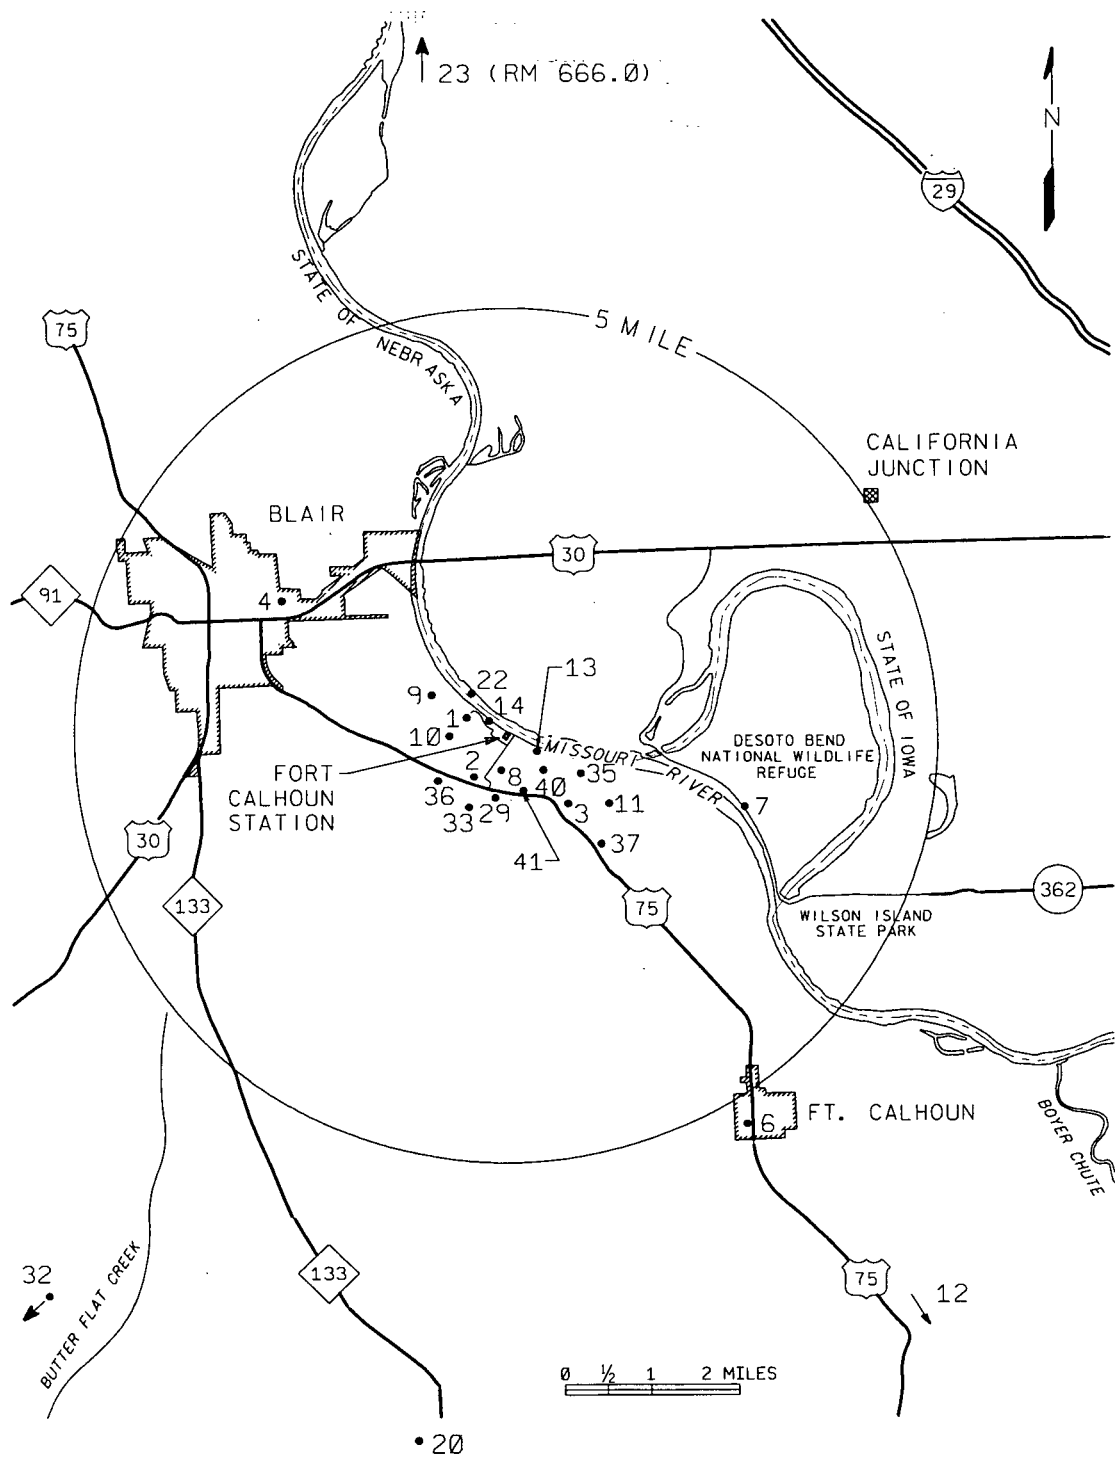 23 (RM 666.0)
N
29
STATE OF NEBRASKA
75
5 MILE
CALIFORNIA
JUNCTION
BLAIR
30
91
4
13
9
22
1
14
10
STATE OF IOWA
MISSOURI RIVER
DESOTO BEND
NATIONAL WILDLIFE
REFUGE
FORT
CALHOUN
STATION
2
8
40
35
36
33
29
3
11
7
41
37
30
133
75
362
WILSON ISLAND
STATE PARK
FT. CALHOUN
6
BOYER CHUTE
32
BUTTER FLAT CREEK
133
75
12
0 ½ 1 2 MILES
20